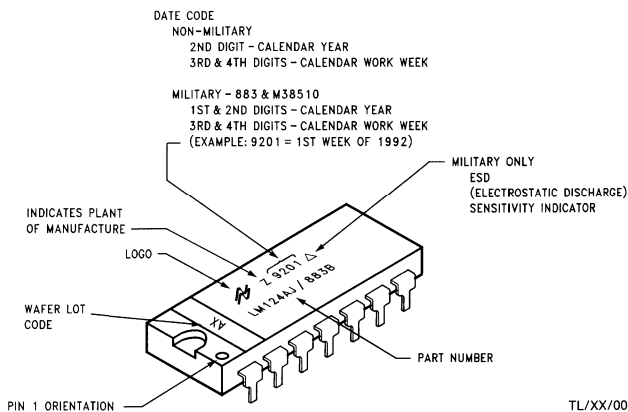 DATE CODE
NON-MILITARY
2ND DIGIT - CALENDAR YEAR
3RD & 4TH DIGITS - CALENDAR WORK WEEK
MILITARY - 883 & M38510
1ST & 2ND DIGITS - CALENDAR YEAR
3RD & 4TH DIGITS - CALENDAR WORK WEEK
(EXAMPLE: 9201 = 1ST WEEK OF 1992)
MILITARY ONLY
ESD
(ELECTROSTATIC DISCHARGE)
SENSITIVITY INDICATOR
INDICATES PLANT
OF MANUFACTURE
LOGO
Z 9201 △
LM124AJ/883B
WAFER LOT
CODE
AX
PART NUMBER
PIN 1 ORIENTATION
TL/XX/00